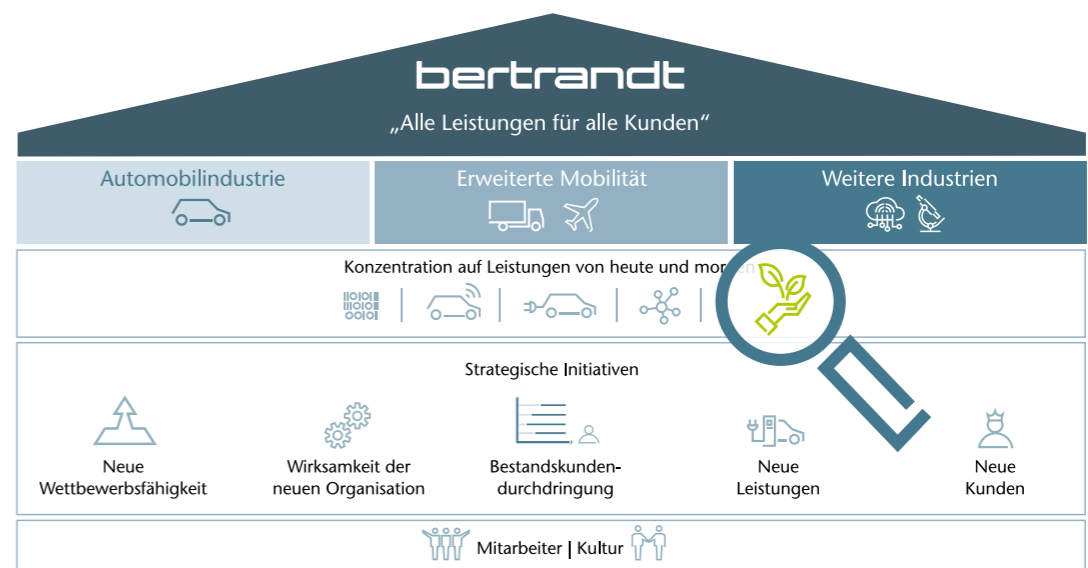 bertrandt
„Alle Leistungen für alle Kunden“
Automobilindustrie
Erweiterte Mobilität
Weitere Industrien
Konzentration auf Leistungen von heute und morgen
Strategische Initiativen
Neue
Wettbewerbsfähigkeit
Wirksamkeit der
neuen Organisation
Bestandskunden-
durchdringung
Neue
Leistungen
Neue
Kunden
Mitarbeiter | Kultur